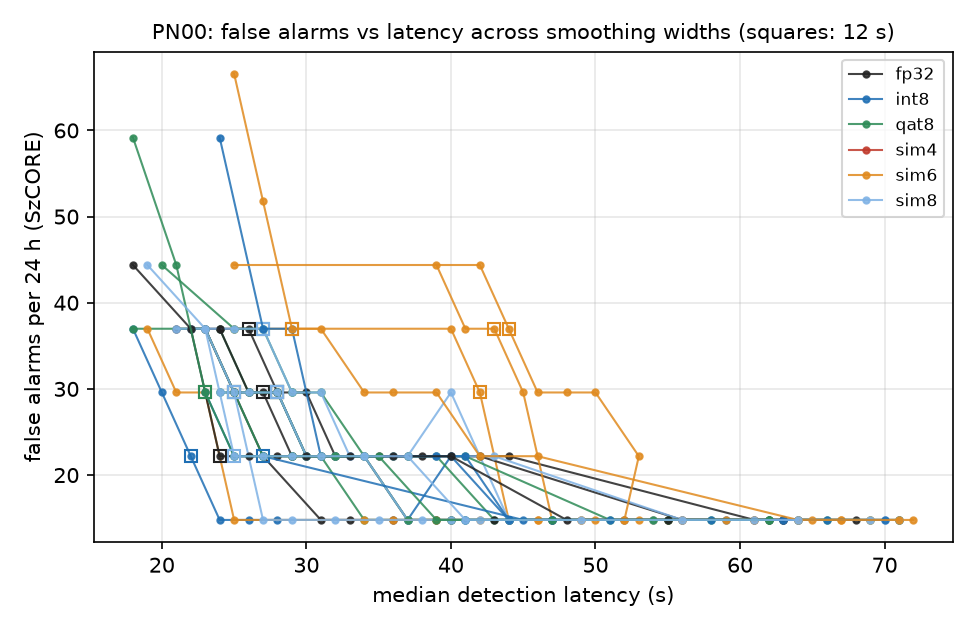 PN00: false alarms vs latency across smoothing widths (squares: 12 s)
false alarms per 24 h (SzCORE)
60
50
40
30
20
fp32
int8
qat8
sim4
sim6
sim8
20 30 40 50 60 70
median detection latency (s)